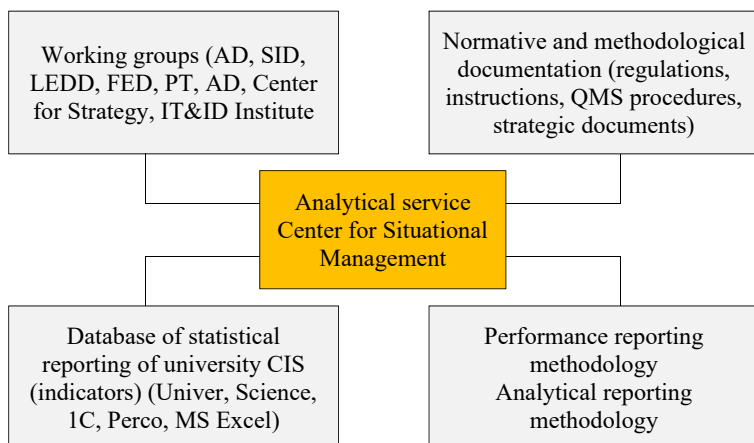 Working groups (AD, SID,
LEDD, FED, PT, AD, Center
for Strategy, IT&ID Institute
Normative and methodological
documentation (regulations,
instructions, QMS procedures,
strategic documents)
Analytical service
Center for Situational
Management
Database of statistical
reporting of university CIS
(indicators) (Univer, Science,
1C, Perco, MS Excel)
Performance reporting
methodology
Analytical reporting
methodology